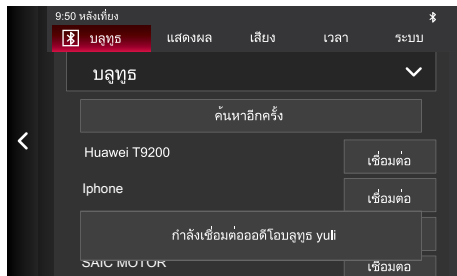 9:50 หลังเที่ยง
บลูทูธ แสดงผล เสียง เวลา ระบบ
บลูทูธ
ค้นหาอีกครั้ง
Huawei T9200 เชื่อมต่อ
Iphone เชื่อมต่อ
กำลังเชื่อมต่อออดีโอบลูทูธ yuli
SAIC MOTOR เชื่อมต่อ